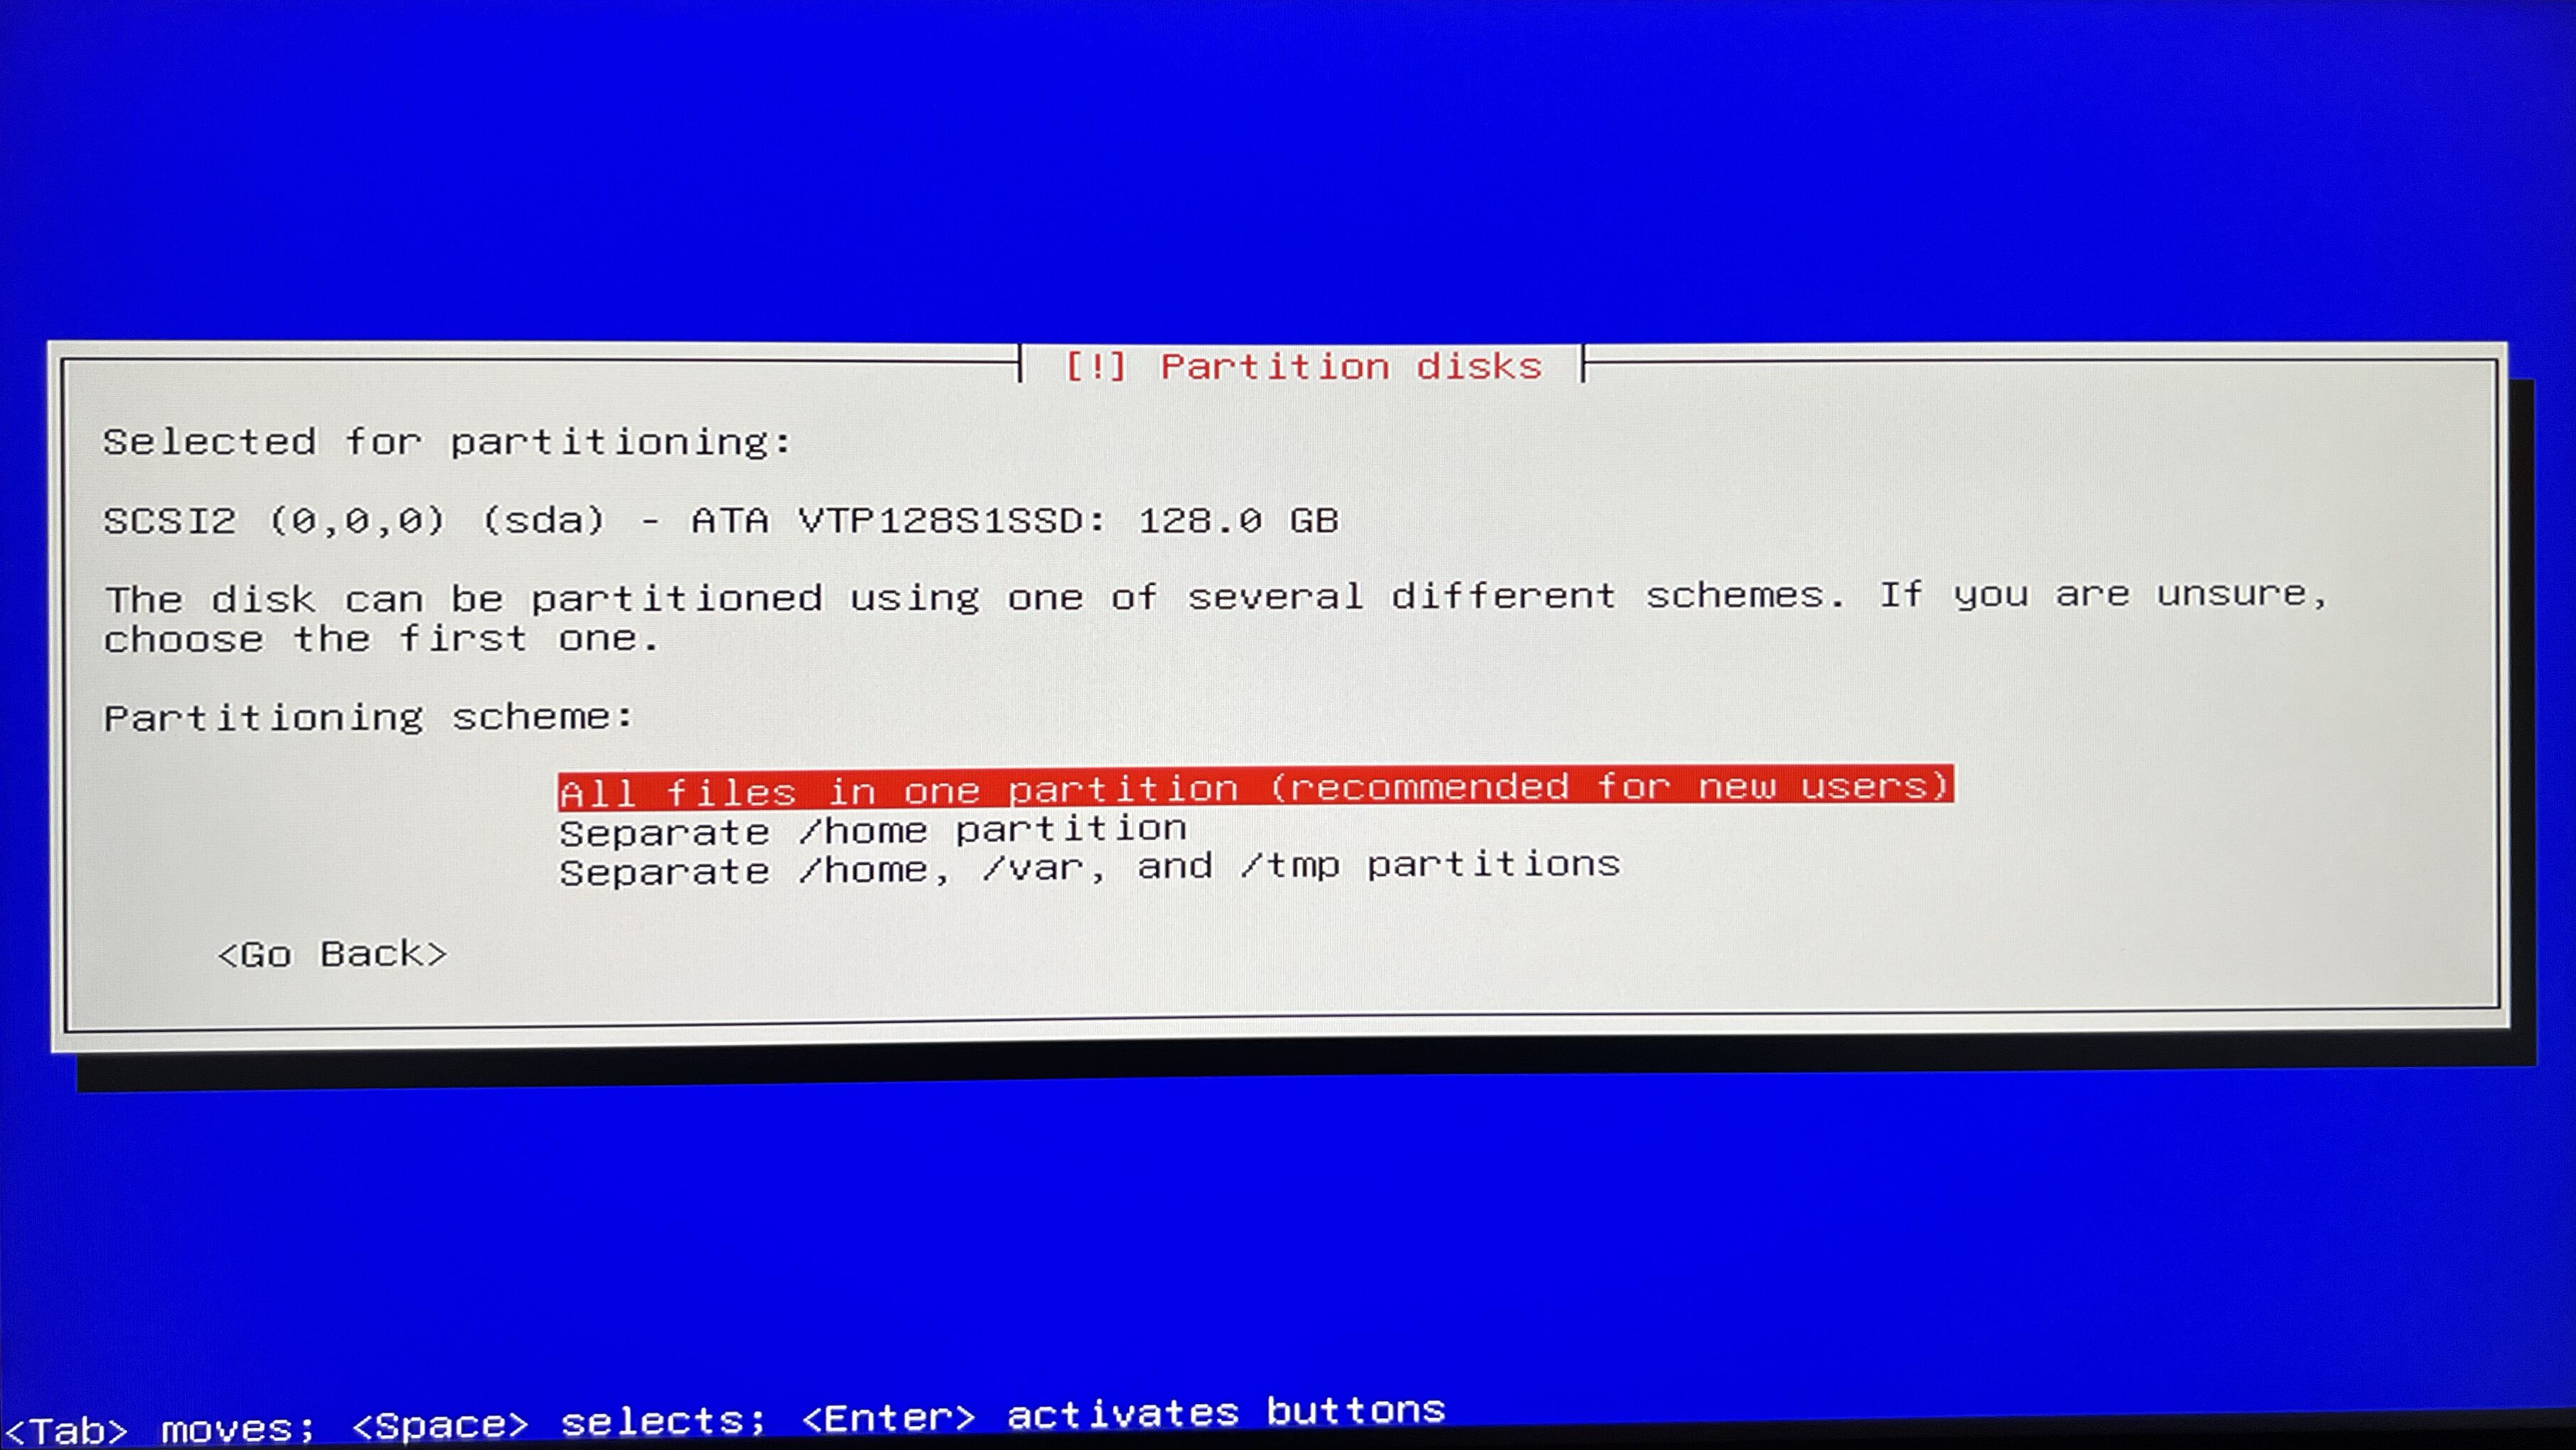 [!] Partition disks
Selected for partitioning:
SCSI2 (0,0,0) (sda) - ATA VTP128S1SSD: 128.0 GB
The disk can be partitioned using one of several different schemes. If you are unsure,
choose the first one.
Partitioning scheme:
All files in one partition (recommended for new users)
Separate /home partition
Separate /home, /var, and /tmp partitions
<Go Back>
<Tab> moves; <Space> selects; <Enter> activates buttons